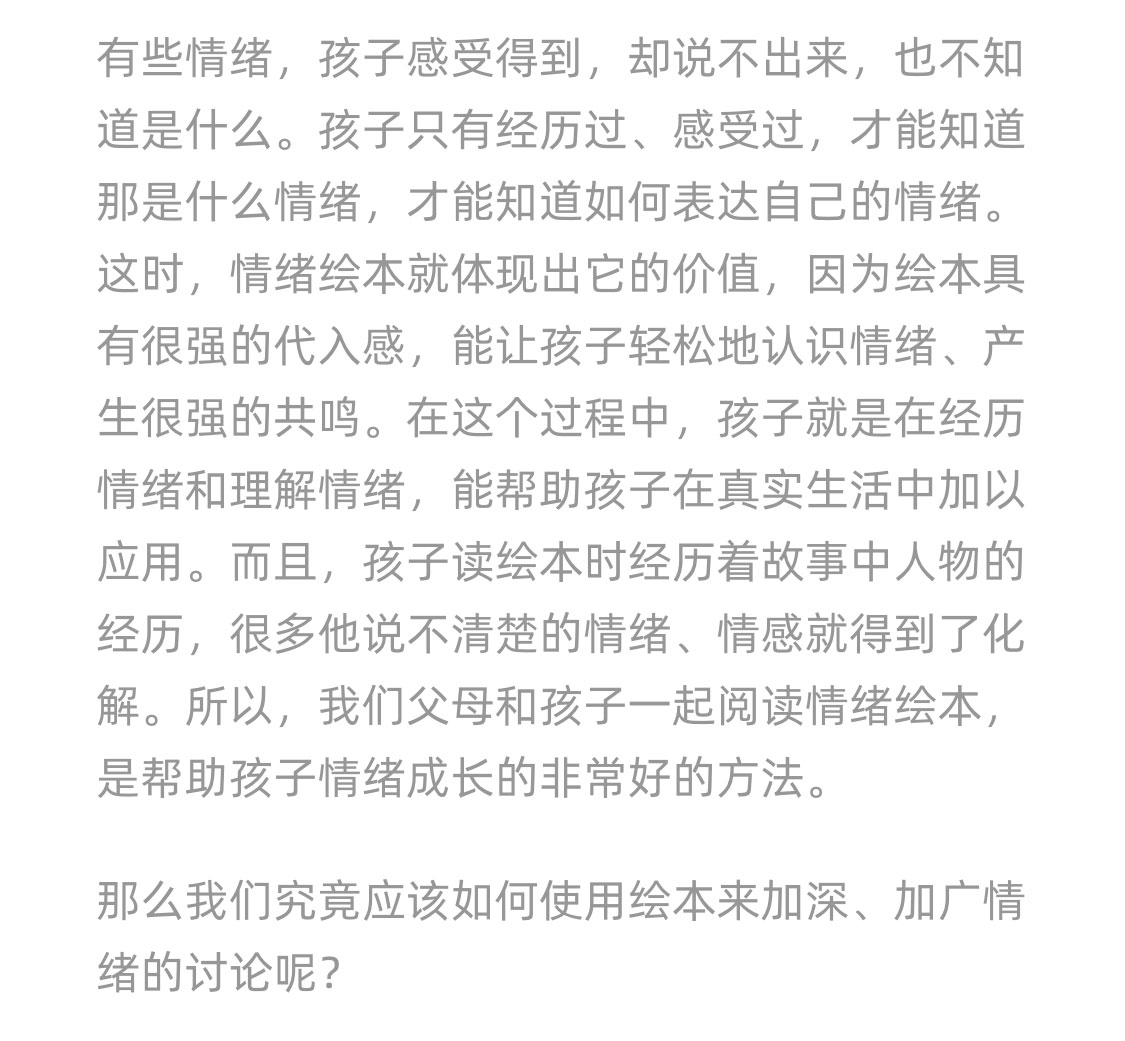 有些情绪，孩子感受得到，却说不出来，也不知
道是什么。孩子只有经历过、感受过，才能知道
那是什么情绪，才能知道如何表达自己的情绪。
这时，情绪绘本就体现出它的价值，因为绘本具
有很强的代入感，能让孩子轻松地认识情绪、产
生很强的共鸣。在这个过程中，孩子就是在经历
情绪和理解情绪，能帮助孩子在真实生活中加以
应用。而且，孩子读绘本时经历着故事中人物的
经历，很多他说不清楚的情绪、情感就得到了化
解。所以，我们父母和孩子一起阅读情绪绘本，
是帮助孩子情绪成长的非常好的方法。
那么我们究竟应该如何使用绘本来加深、加广情
绪的讨论呢？